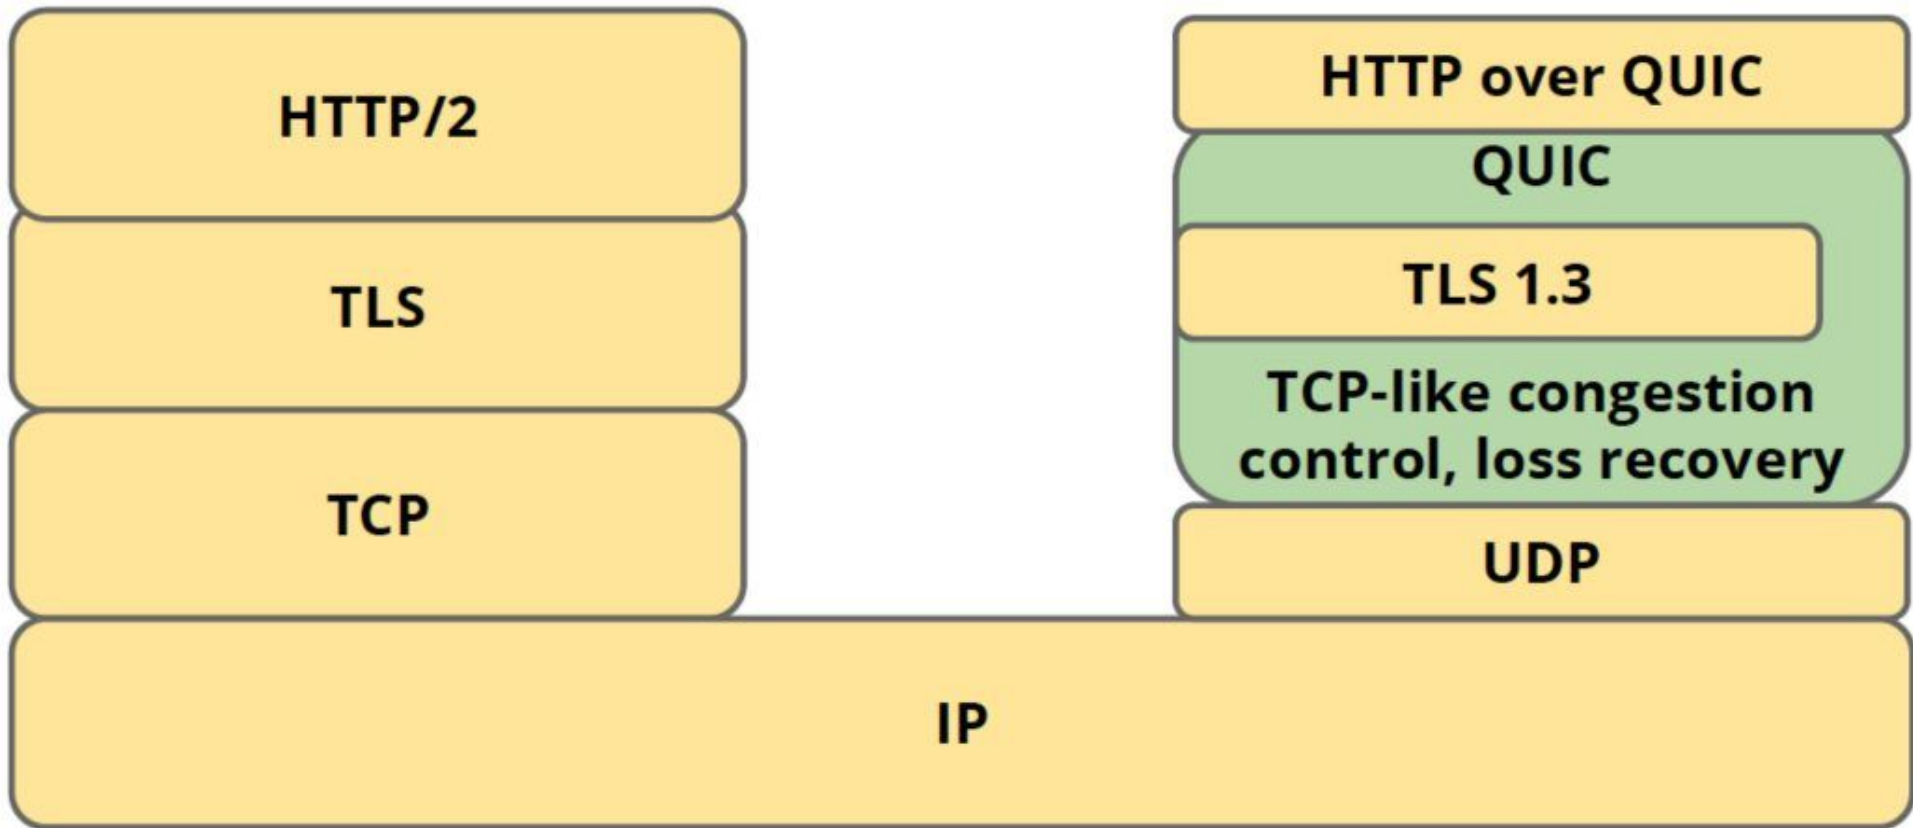 HTTP/2
TLS
TCP
HTTP over QUIC
QUIC
TLS 1.3
TCP-like congestion
control, loss recovery
UDP
IP